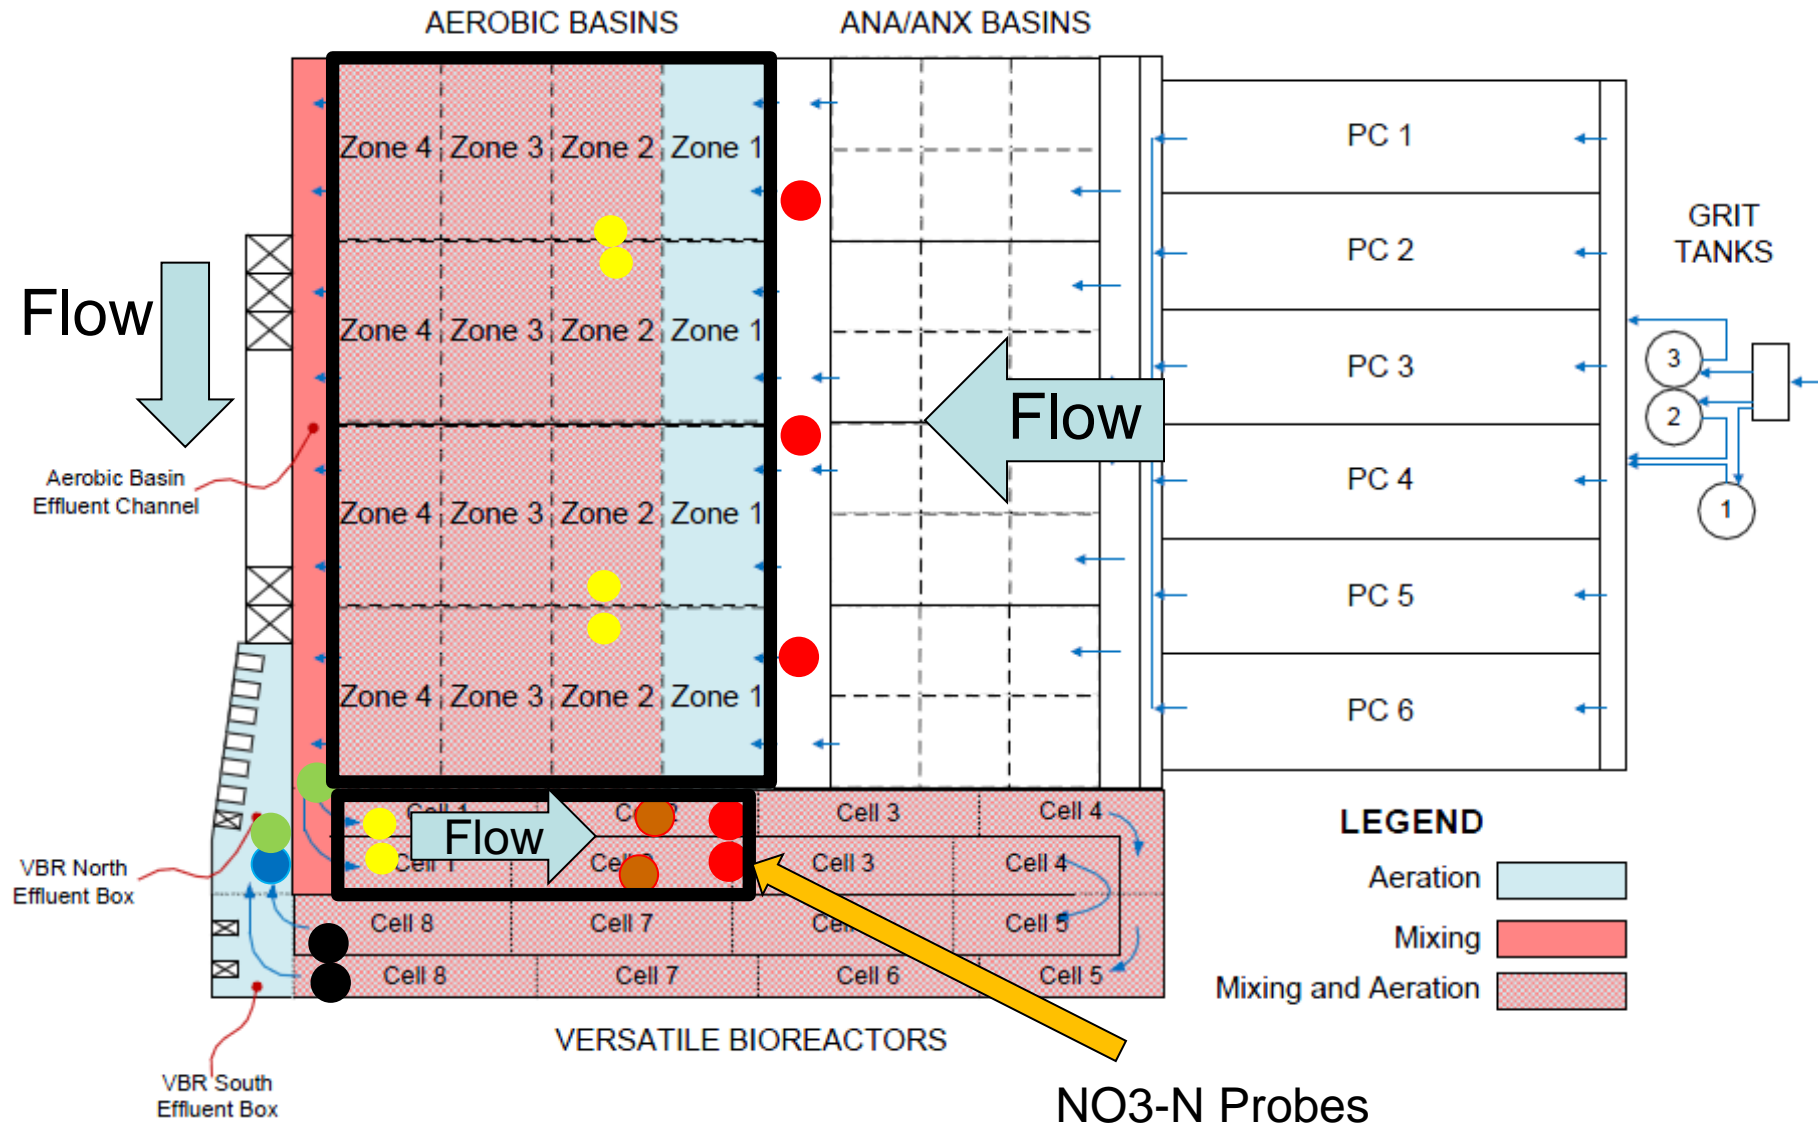 AEROBIC BASINS
ANA/ANX BASINS
Zone 4 Zone 3 Zone 2 Zone 1
PC 1
PC 2
GRIT
TANKS
Flow
Zone 4 Zone 3 Zone 2 Zone 1
PC 3
3
2
Flow
Aerobic Basin
Effluent Channel
Zone 4 Zone 3 Zone 2 Zone 1
PC 4
1
PC 5
Zone 4 Zone 3 Zone 2 Zone 1
PC 6
Cell 3
Cell 4
Flow
Cell 1
Cell 3
Cell 4
VBR North
Effluent Box
Cell 8
Cell 7
Cell 5
Cell 8
Cell 7
Cell 6
Cell 5
LEGEND
Aeration
Mixing
Mixing and Aeration
VERSATILE BIOREACTORS
VBR South
Effluent Box
NO3-N Probes